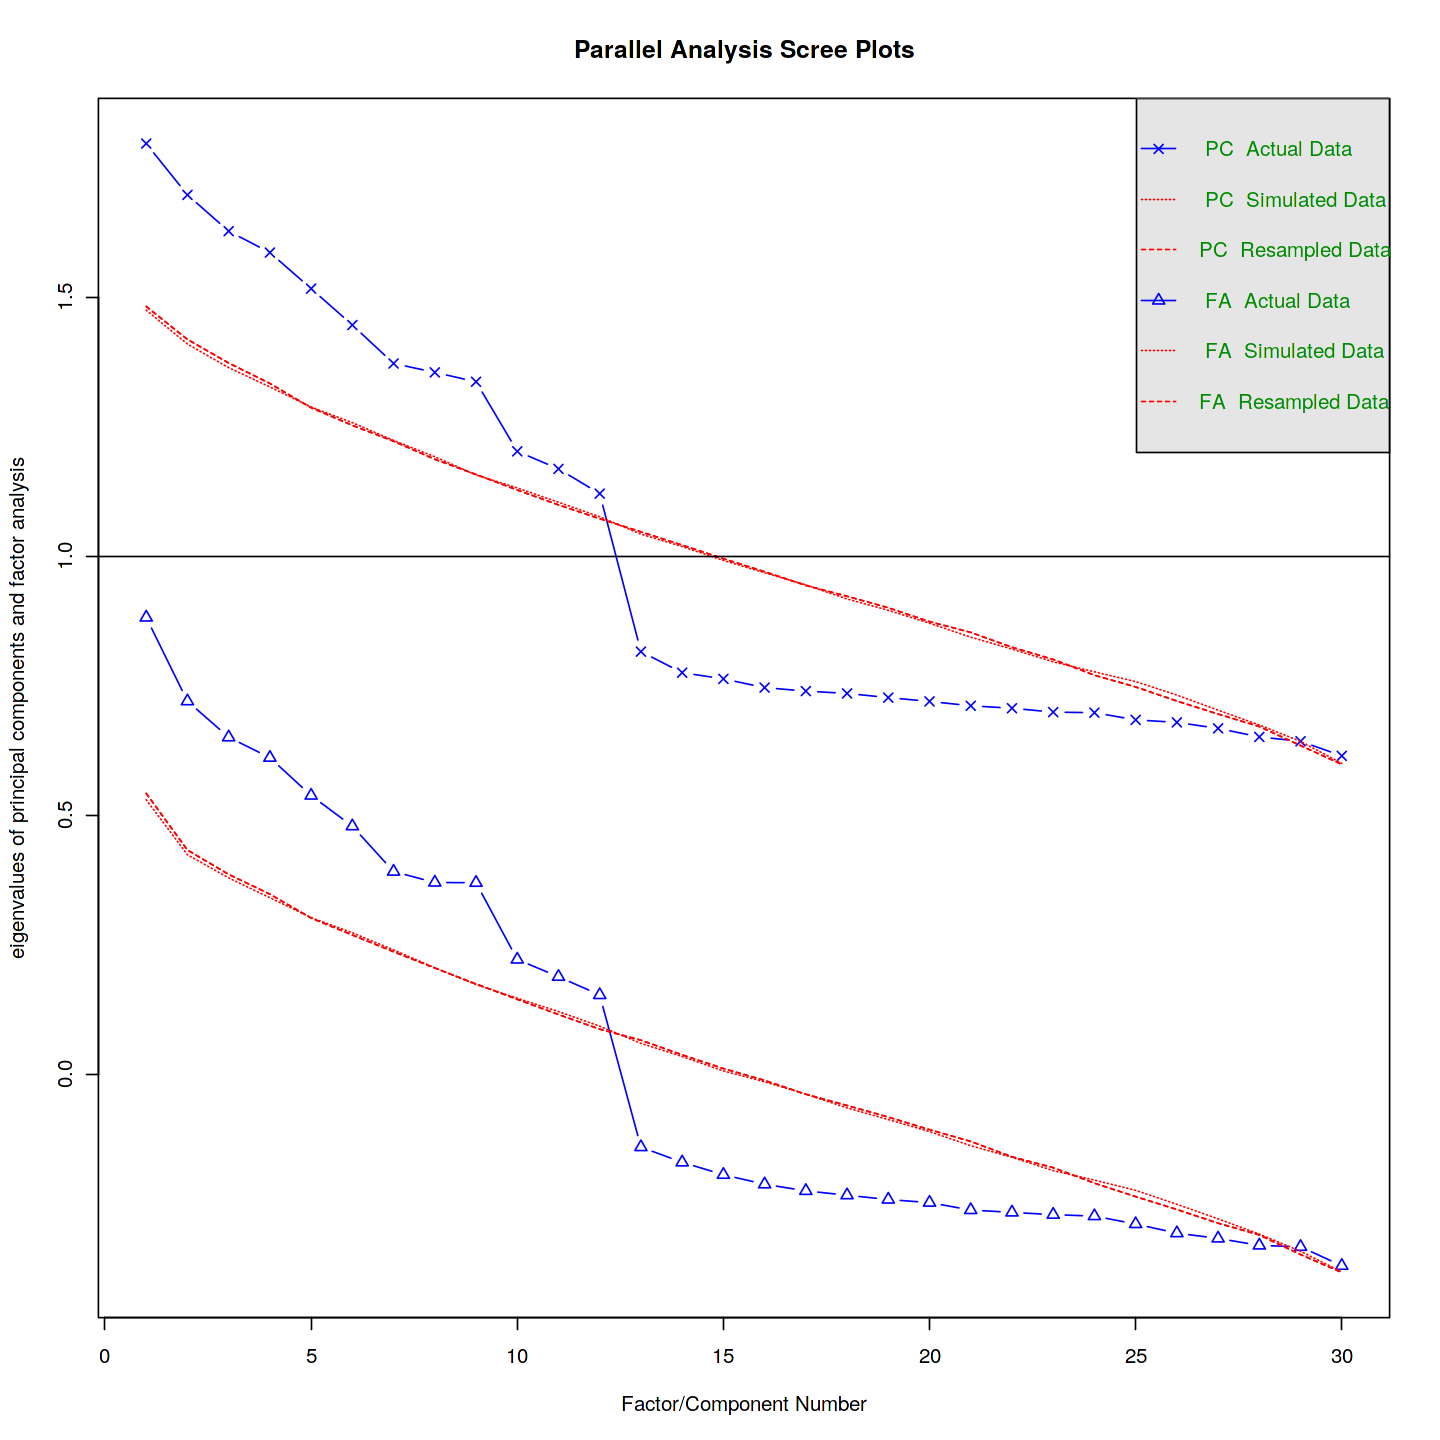 Parallel Analysis Scree Plots
PC Actual Data
PC Simulated Data
PC Resampled Data
FA Actual Data
FA Simulated Data
FA Resampled Data
eigenvalues of principal components and factor analysis
1.5
1.0
0.5
0.0
0 5 10 15 20 25 30
Factor/Component Number